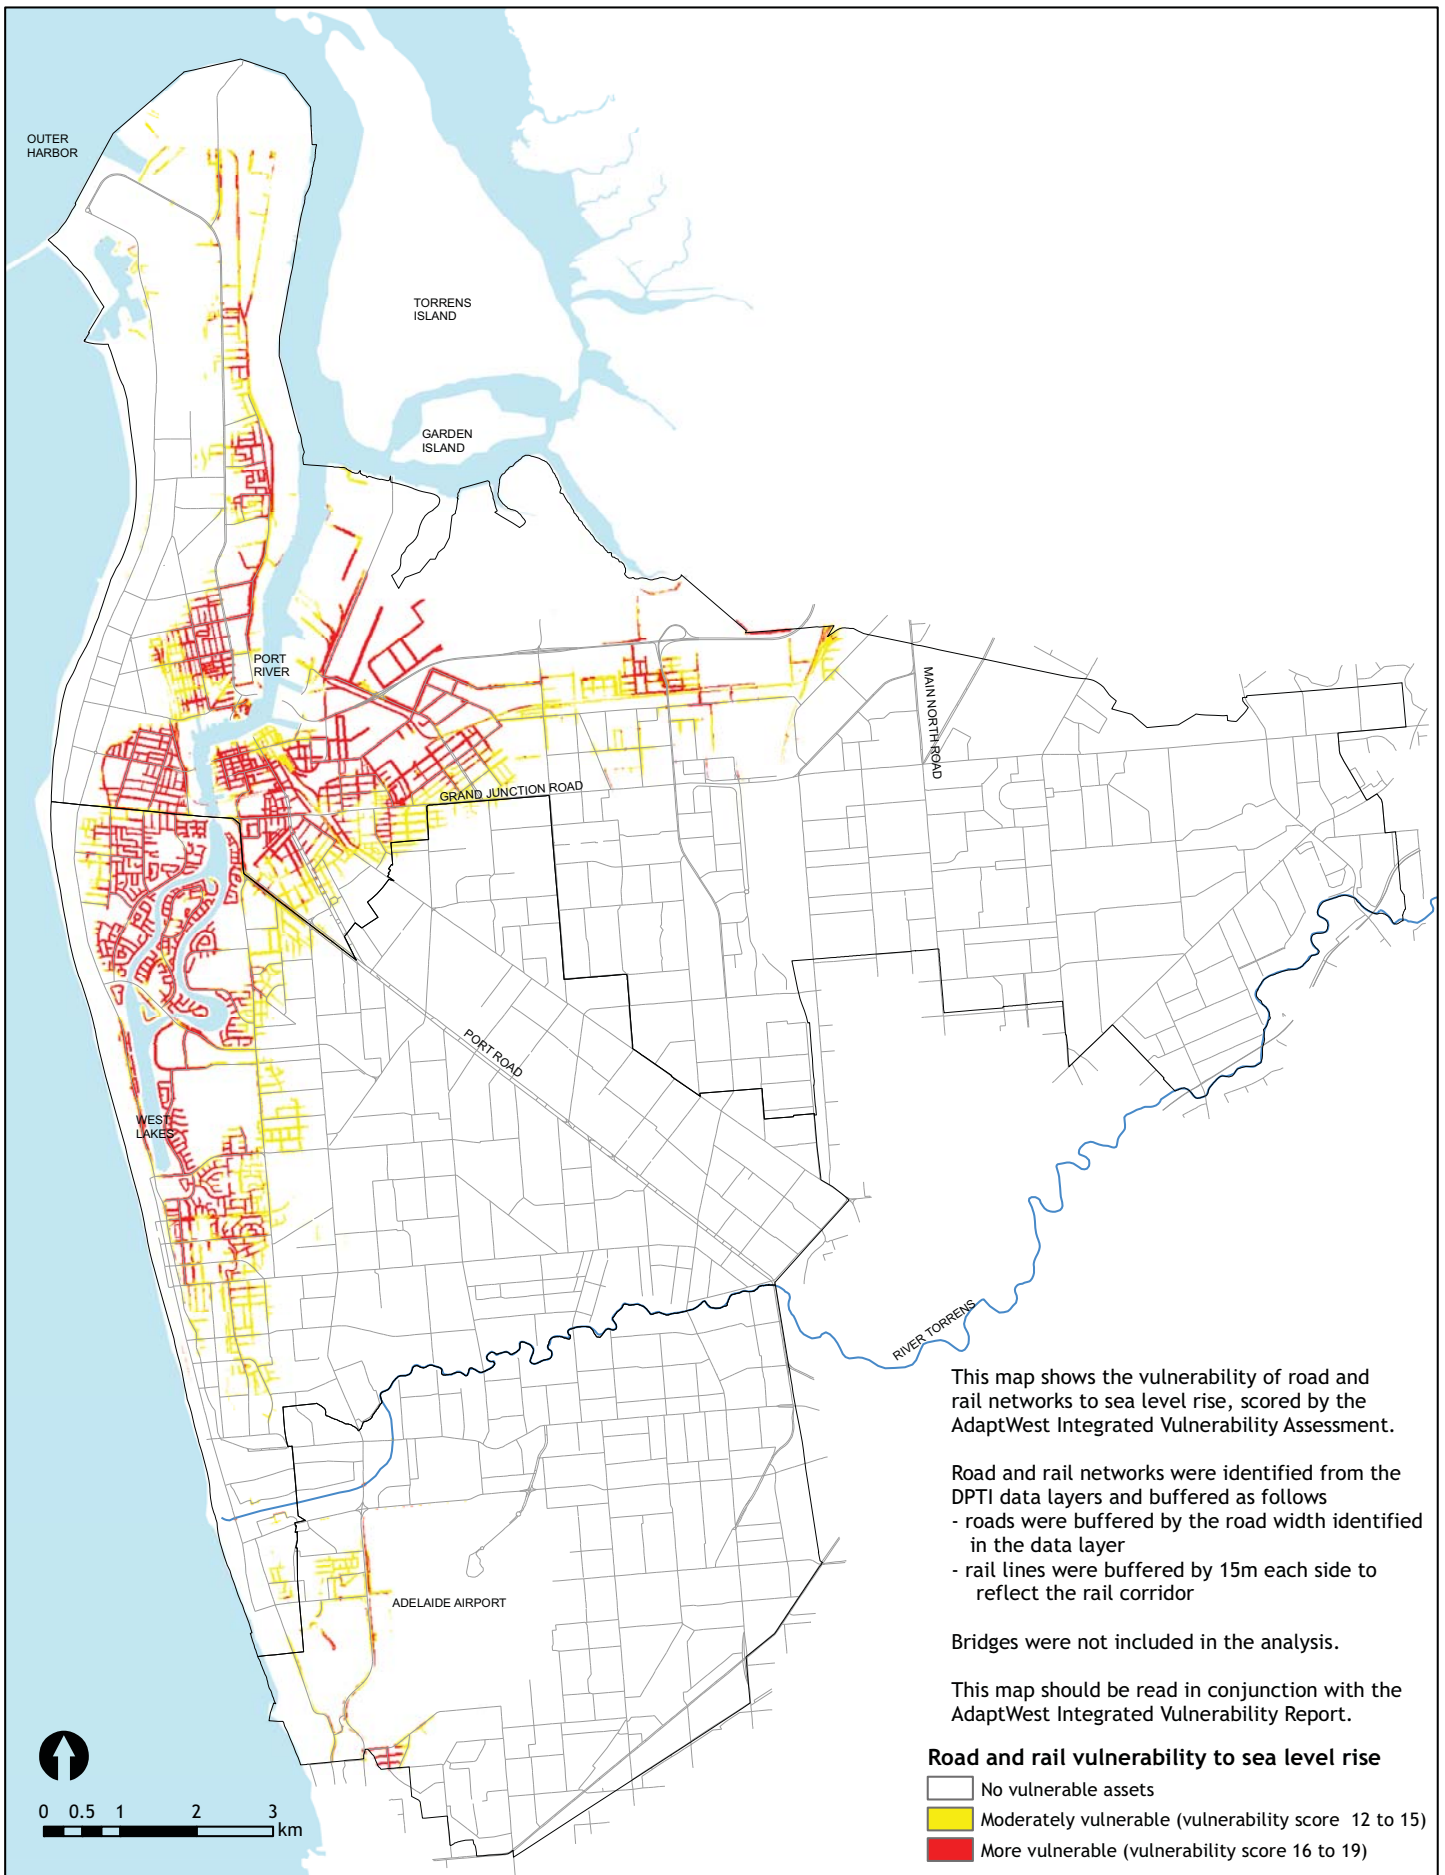 OUTER
HARBOR
TORRENS
ISLAND
GARDEN
ISLAND
PORT
RIVER
MAIN NORTH ROAD
GRAND JUNCTION ROAD
PORT ROAD
WEST
LAKES
RIVER TORRENS
ADELAIDE AIRPORT
This map shows the vulnerability of road and
rail networks to sea level rise, scored by the
AdaptWest Integrated Vulnerability Assessment.
Road and rail networks were identified from the
DPTI data layers and buffered as follows
- roads were buffered by the road width identified
in the data layer
- rail lines were buffered by 15m each side to
reflect the rail corridor
Bridges were not included in the analysis.
This map should be read in conjunction with the
AdaptWest Integrated Vulnerability Report.
Road and rail vulnerability to sea level rise
No vulnerable assets
Moderately vulnerable (vulnerability score 12 to 15)
More vulnerable (vulnerability score 16 to 19)
0 0.5 1 2 3
km